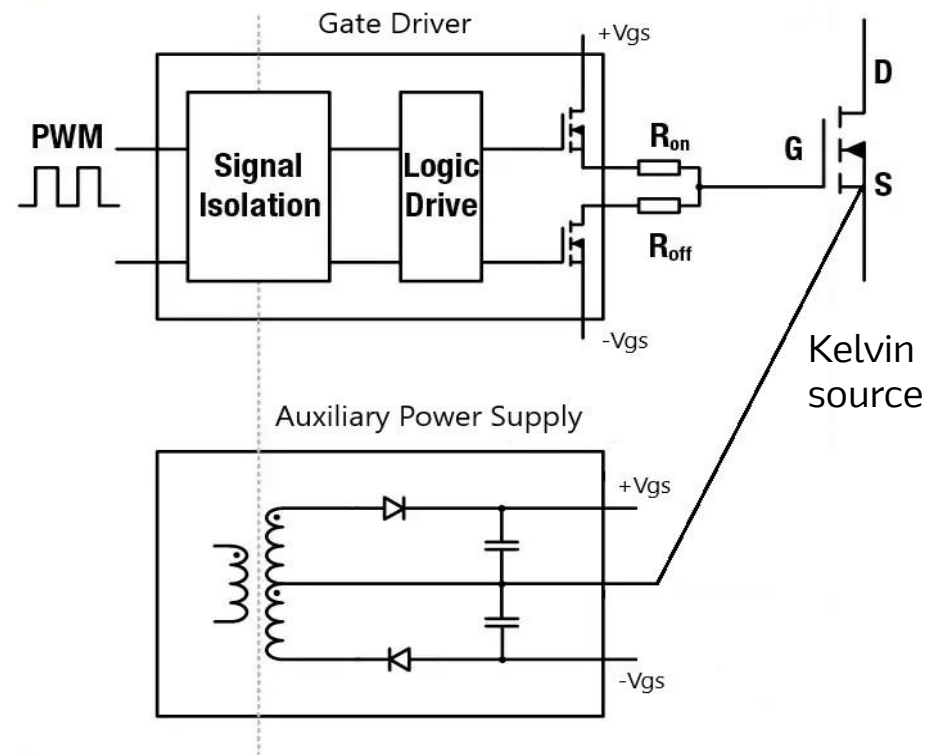 Gate Driver
+Vgs
PWM
Signal
Isolation
Logic
Drive
Ron
Roff
G
D
S
-Vgs
Kelvin
source
Auxiliary Power Supply
+Vgs
-Vgs